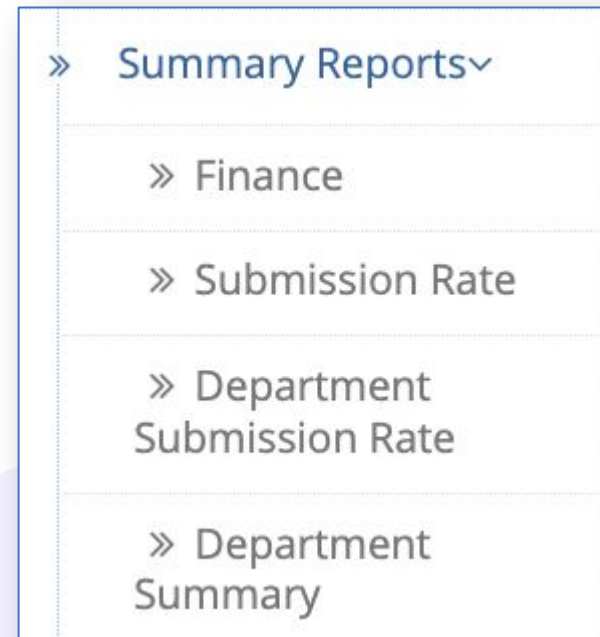 » Summary Reports
» Finance
» Submission Rate
» Department
Submission Rate
» Department
Summary